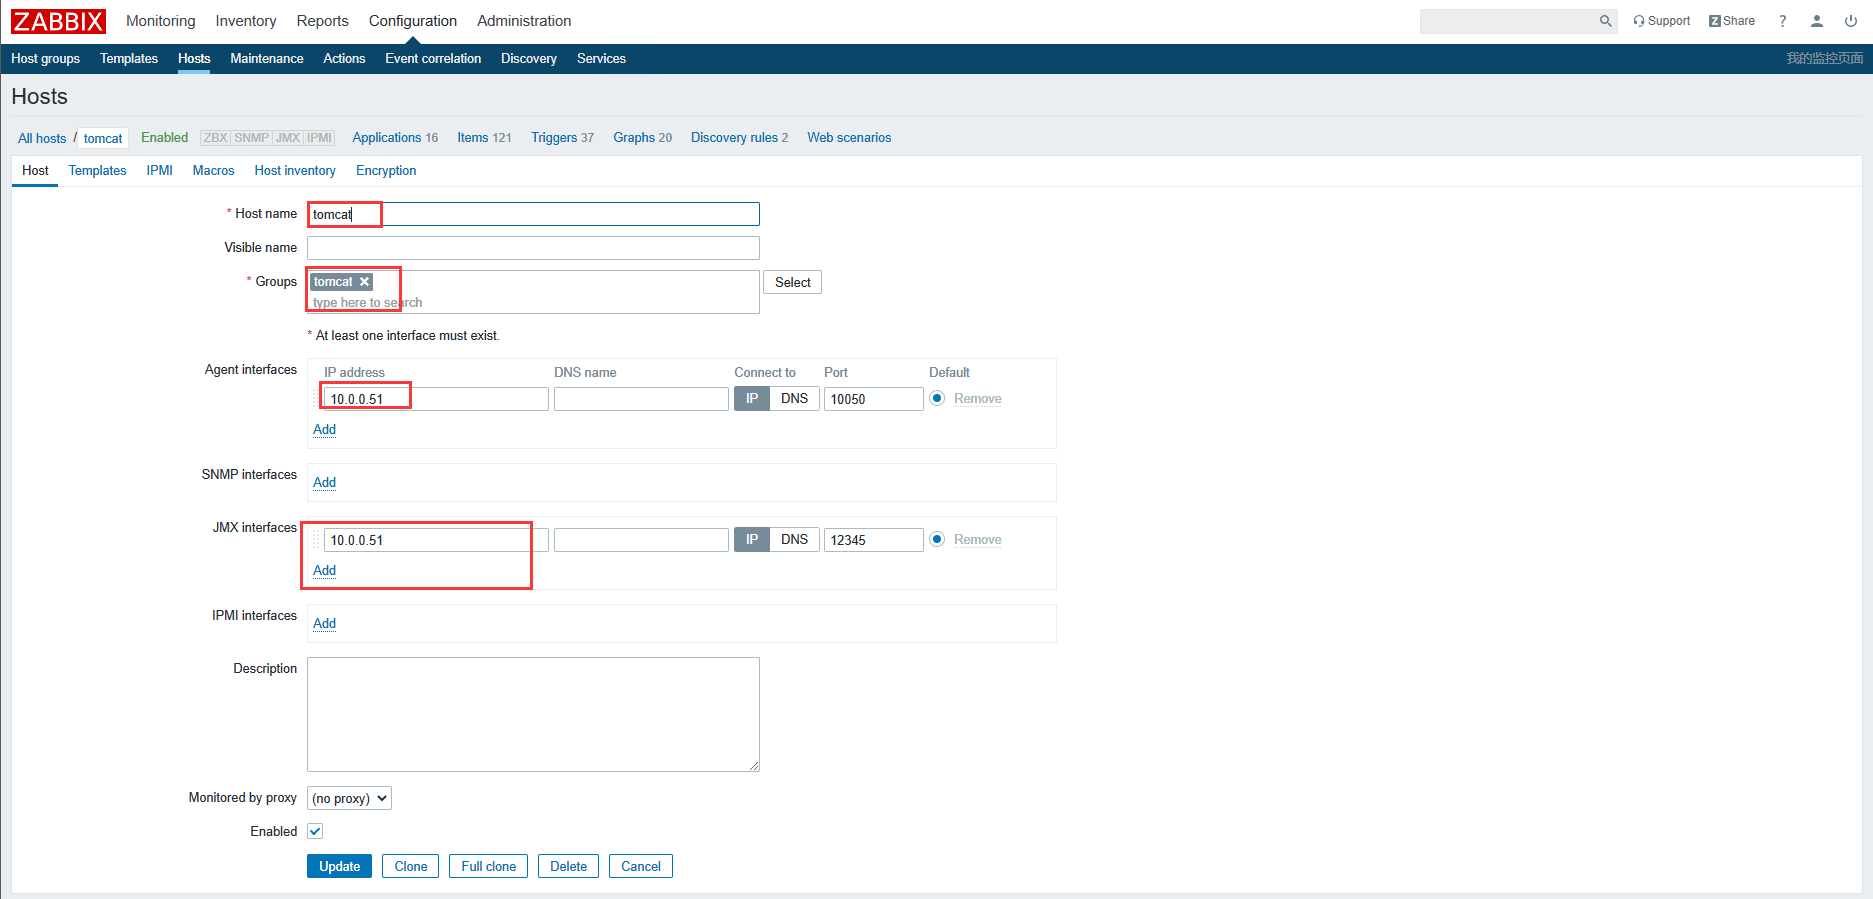 ZABBIX Monitoring Inventory Reports Configuration Administration Support Z Share ?
Host groups Templates Hosts Maintenance Actions Event correlation Discovery Services 我的监控页面
Hosts
All hosts / tomcat Enabled ZBX SNMP JMX IPMI Applications 16 Items 121 Triggers 37 Graphs 20 Discovery rules 2 Web scenarios
Host Templates IPMI Macros Host inventory Encryption
* Host name tomcat
Visible name
* Groups tomcat Select
type here to search
* At least one interface must exist.
Agent interfaces IP address DNS name Connect to Port Default
10.0.0.51 IP DNS 10050 Remove
Add
SNMP interfaces Add
JMX interfaces 10.0.0.51 IP DNS 12345 Remove
Add
IPMI interfaces Add
Description
Monitored by proxy (no proxy)
Enabled
Update Clone Full clone Delete Cancel